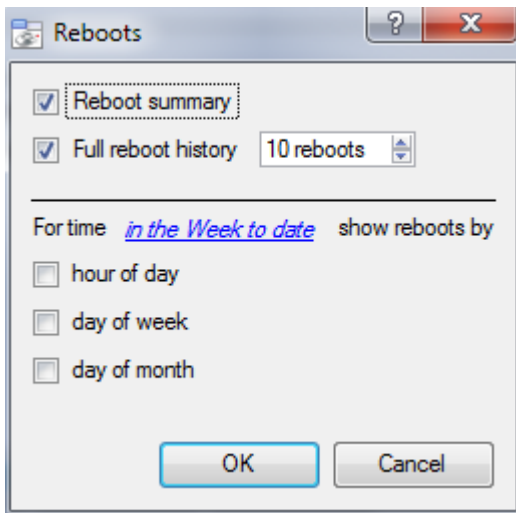 Reboots
Reboot summary
Full reboot history 10 reboots
For time in the Week to date show reboots by
hour of day
day of week
day of month
OK Cancel